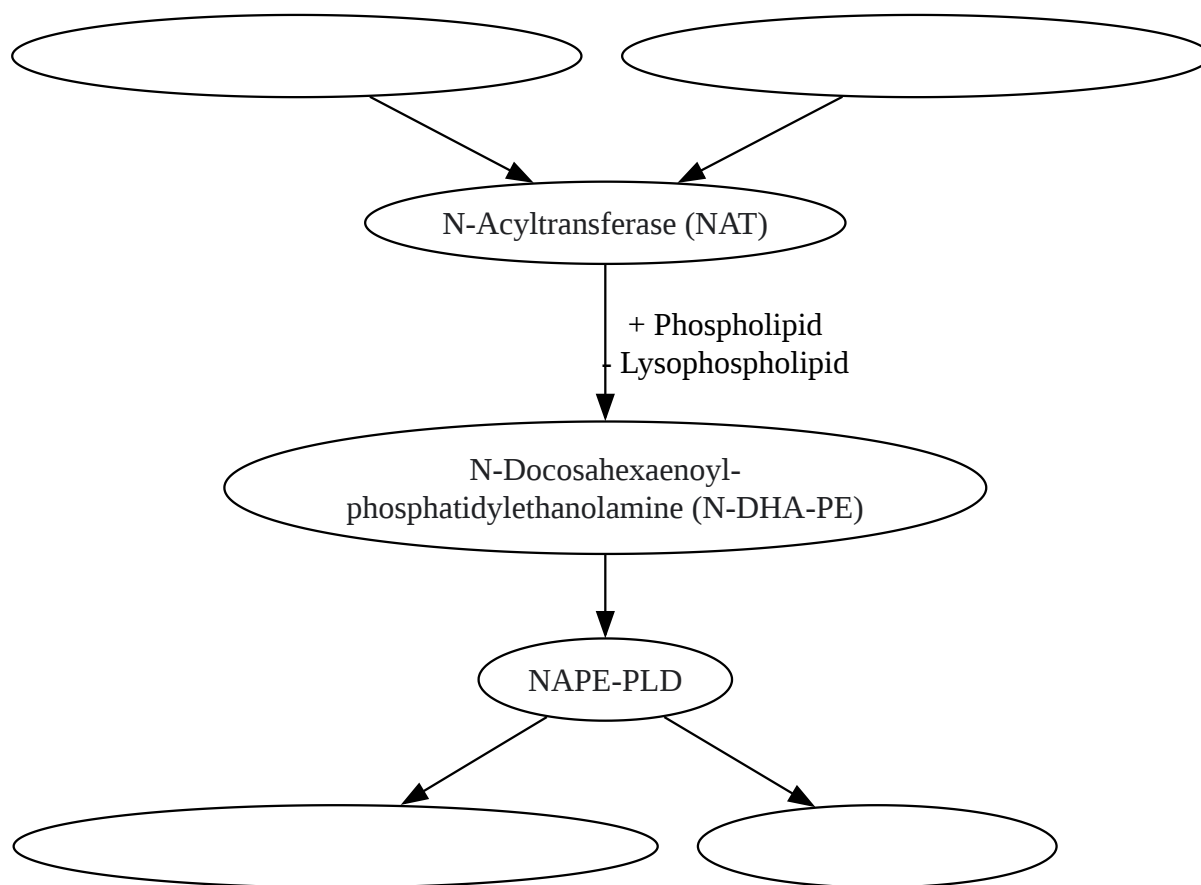 N-Acyltransferase (NAT)
+ Phospholipid
- Lysophospholipid
N-Docosahexaenoyl-
phosphatidylethanolamine (N-DHA-PE)
NAPE-PLD